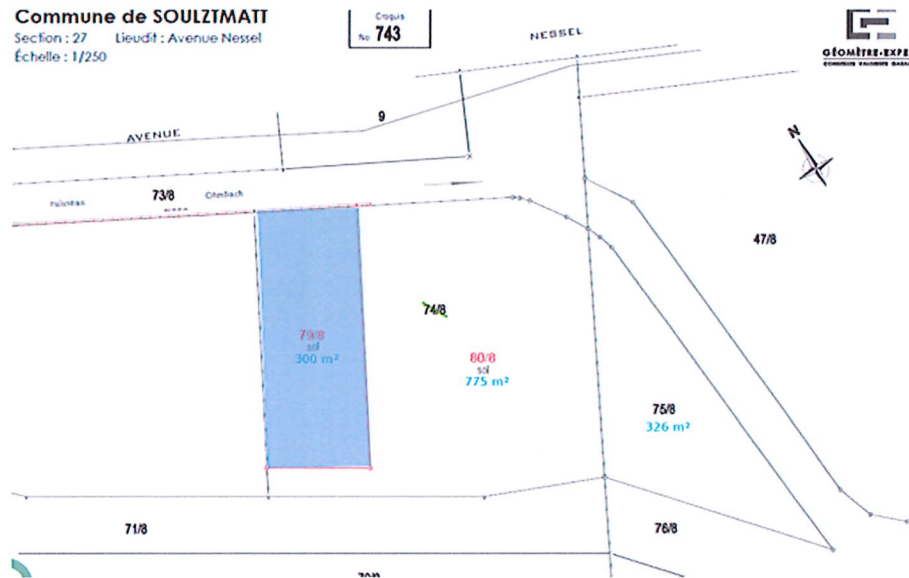 Commune de SOULZTMATT
Section : 27 Lieudit : Avenue Nessel
Échelle : 1/250
Croquis
No 743
GÉOMÈTRE-EXPE
NESSEL
9
AVENUE
73/8
Ohmbach
47/8
74/8
79/8
sol
300 m²
80/8
sol
775 m²
75/8
326 m²
71/8
76/8
N